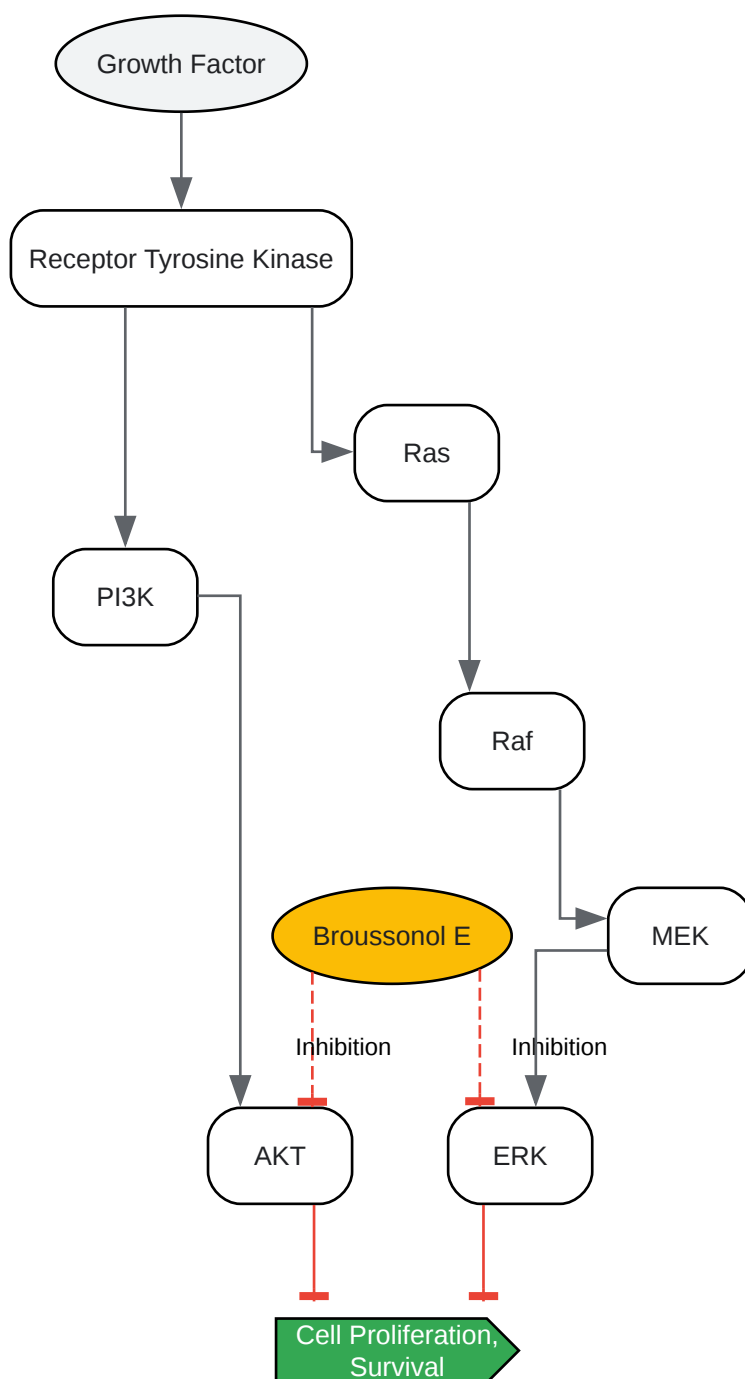 Growth Factor
Receptor Tyrosine Kinase
Ras
PI3K
Raf
Broussonol E
MEK
Inhibition
Inhibition
AKT
ERK
Cell Proliferation,
Survival